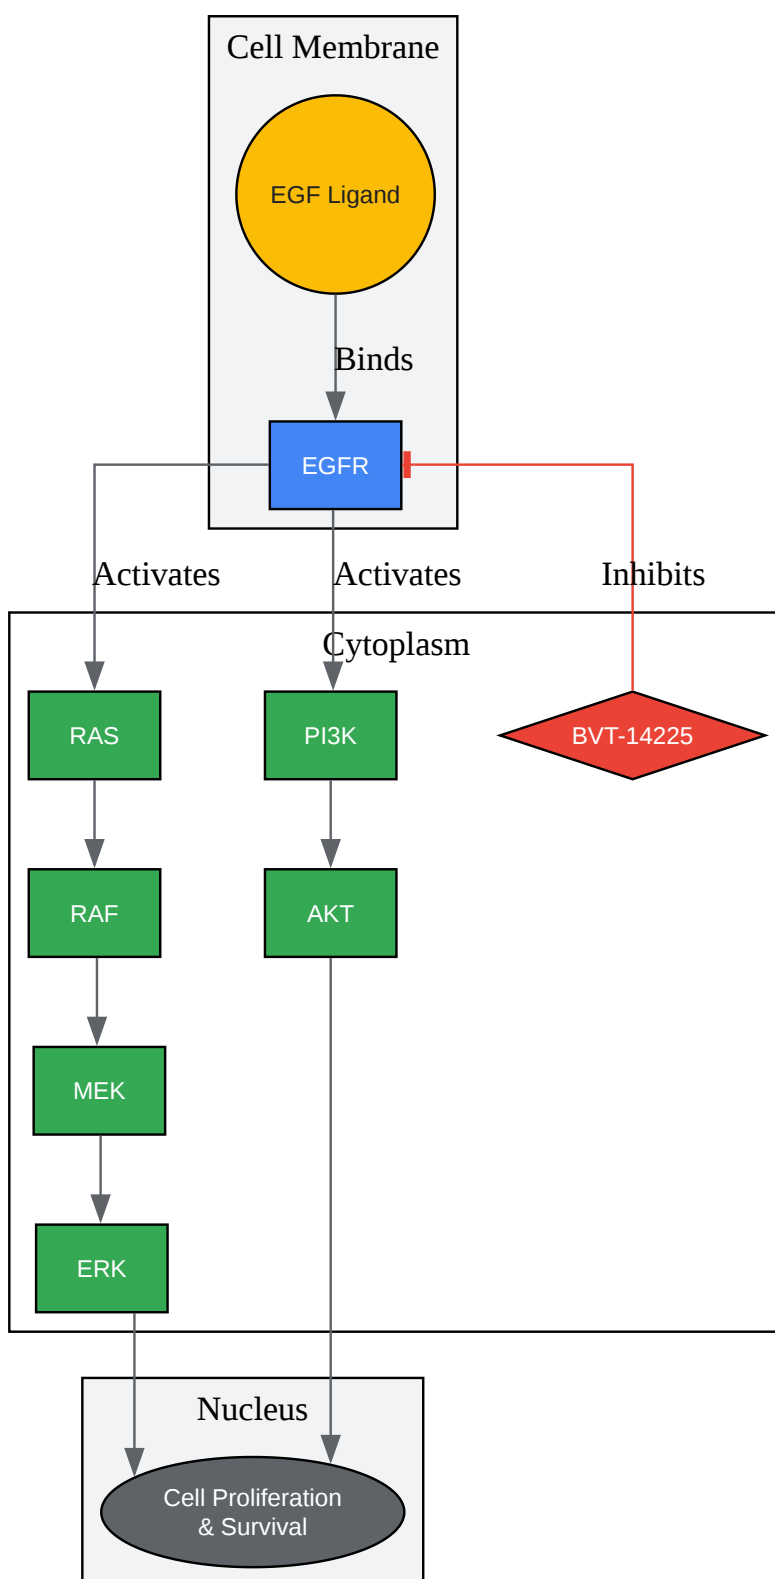 Cell Membrane
EGF Ligand
Binds
EGFR
Activates
Activates
Inhibits
Cytoplasm
RAS
PI3K
BVT-14225
RAF
AKT
MEK
ERK
Nucleus
Cell Proliferation
& Survival